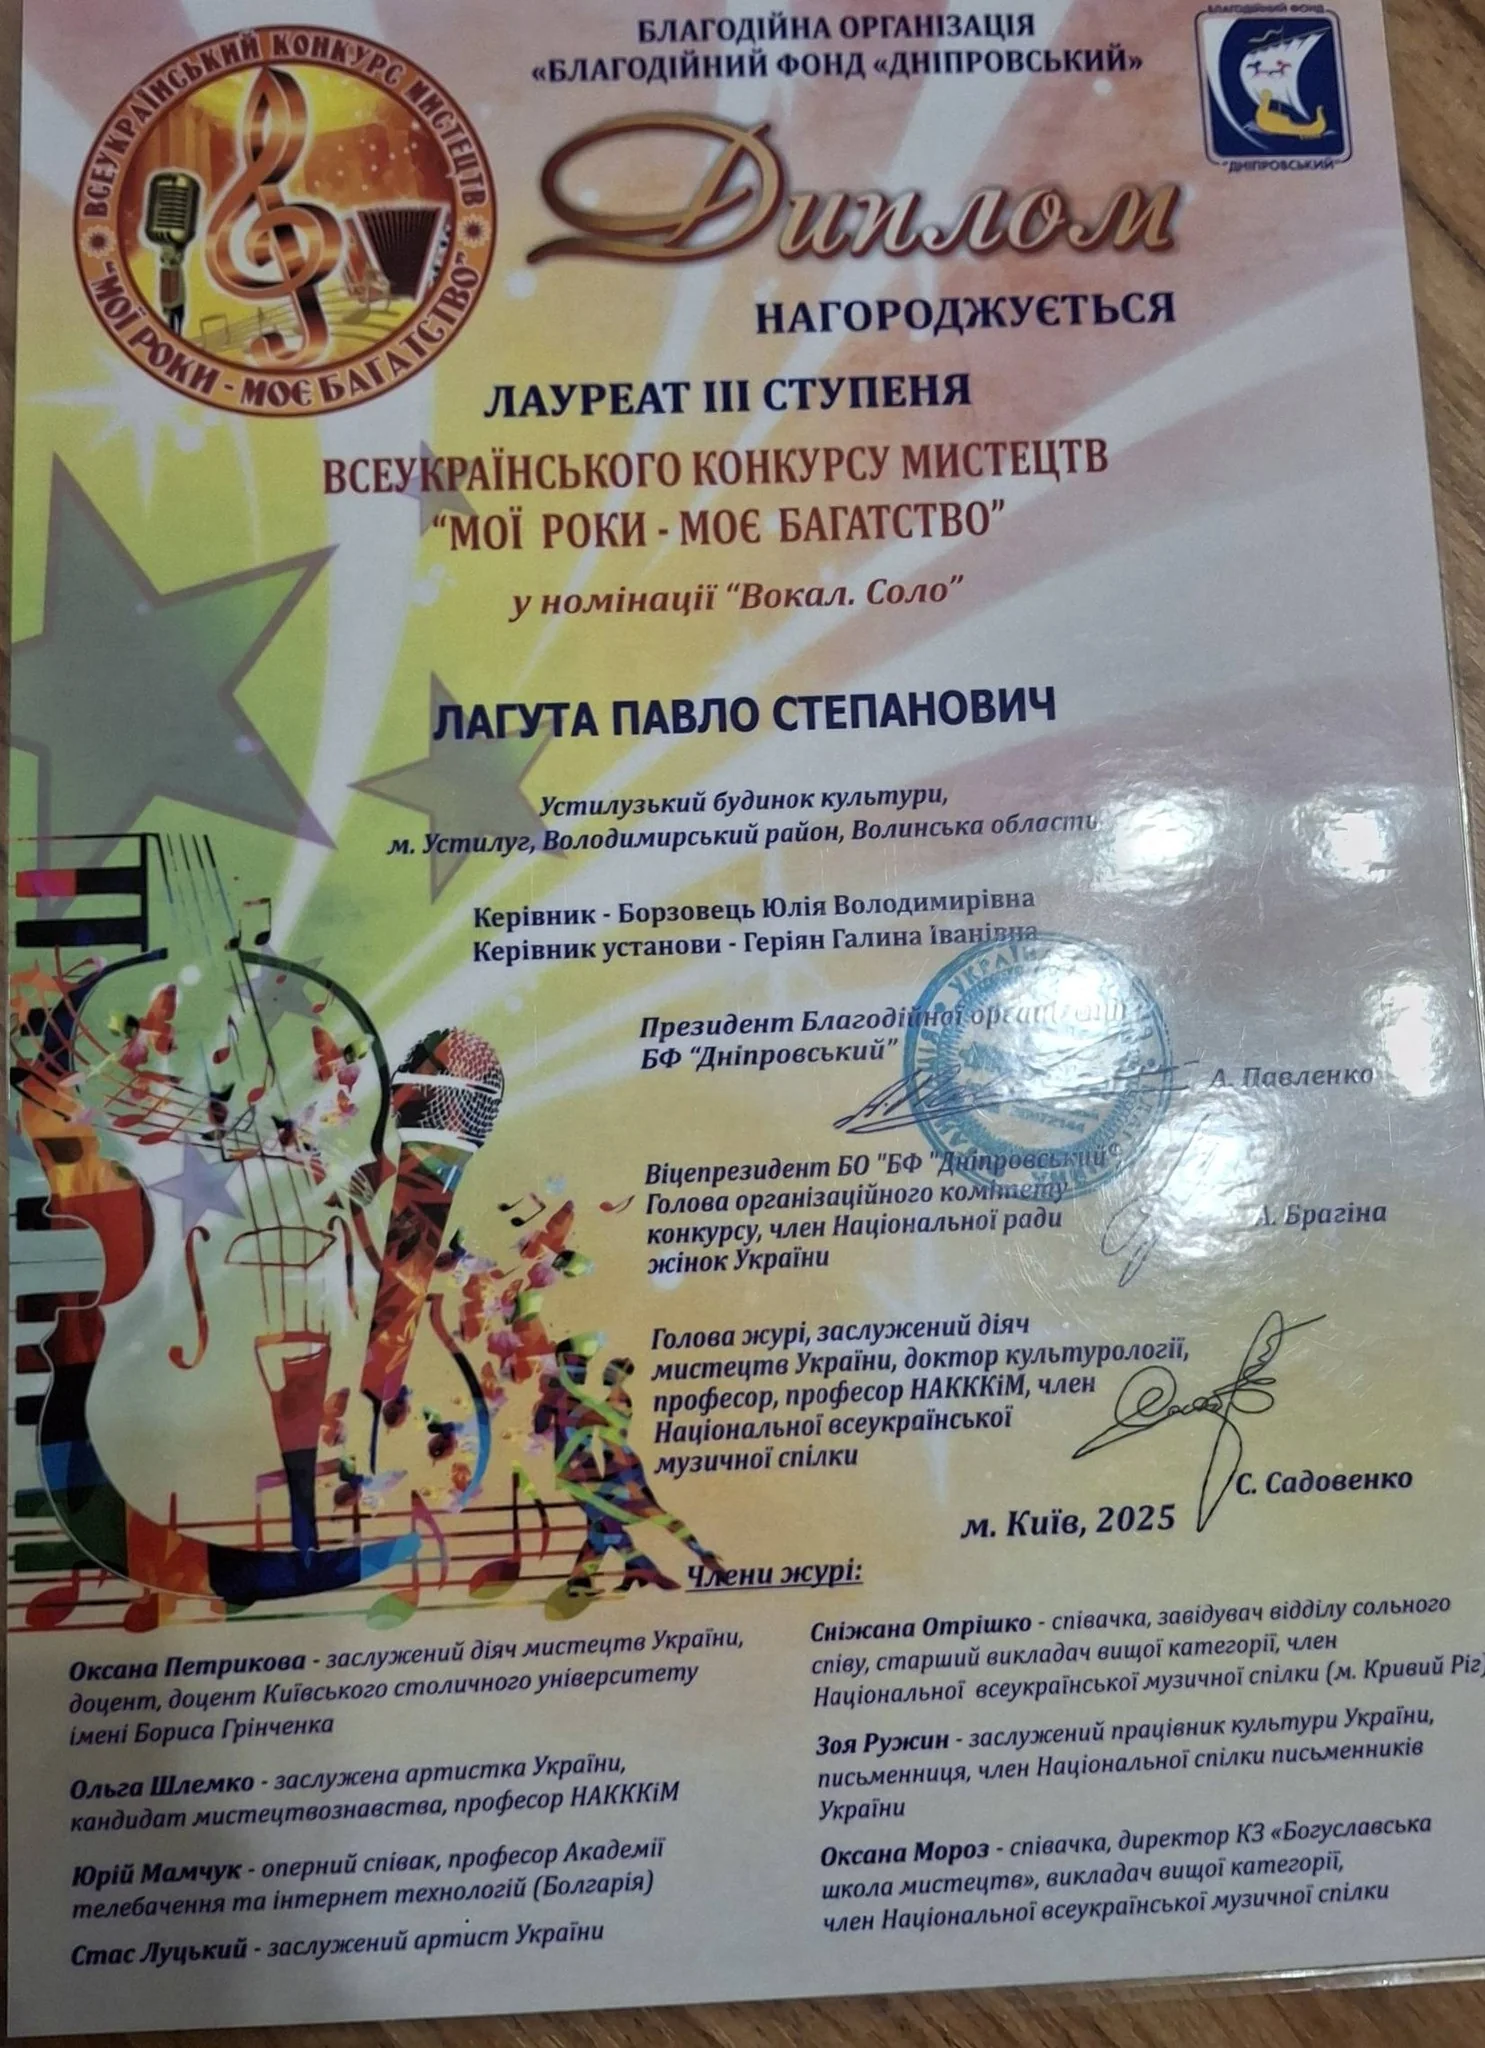 ВСЕУКРАЇНСЬКИЙ КОНКУРС МИСТЕЦТВ
"МОЇ РОКИ - МОЄ БАГАТСТВО"
БЛАГОДІЙНА ОРГАНІЗАЦІЯ
«БЛАГОДІЙНИЙ ФОНД «ДНІПРОВСЬКИЙ»
БЛАГОДІЙНИЙ ФОНД
"ДНІПРОВСЬКИЙ"
Диплом
НАГОРОДЖУЄТЬСЯ
ЛАУРЕАТ III СТУПЕНЯ
ВСЕУКРАЇНСЬКОГО КОНКУРСУ МИСТЕЦТВ
"МОЇ РОКИ - МОЄ БАГАТСТВО"
у номінації "Вокал. Соло"
ЛАГУТА ПАВЛО СТЕПАНОВИЧ
Устилузький будинок культури,
м. Устилуг, Володимирський район, Волинська область
Керівник - Борзовець Юлія Володимирівна
Керівник установи - Геріян Галина Іванівна
Президент Благодійної організації
БФ "Дніпровський"
А. Павленко
Віцепрезидент БО "БФ "Дніпровський"
Голова організаційного комітету
конкурсу, член Національної ради
жінок України
А. Брагіна
Голова журі, заслужений діяч
мистецтв України, доктор культурології,
професор, професор НАКККіМ, член
Національної всеукраїнської
музичної спілки
С. Садовенко
м. Київ, 2025
Члени журі:
Оксана Петрикова - заслужений діяч мистецтв України,
доцент, доцент Київського столичного університету
імені Бориса Грінченка
Ольга Шлемко - заслужена артистка України,
кандидат мистецтвознавства, професор НАКККіМ
Юрій Мамчук - оперний співак, професор Академії
телебачення та інтернет технологій (Болгарія)
Стас Луцький - заслужений артист України
Сніжана Отрішко - співачка, завідувач відділу сольного
співу, старший викладач вищої категорії, член
Національної всеукраїнської музичної спілки (м. Кривий Ріг)
Зоя Ружин - заслужений працівник культури України,
письменниця, член Національної спілки письменників
України
Оксана Мороз - співачка, директор КЗ «Богуславська
школа мистецтв», викладач вищої категорії,
член Національної всеукраїнської музичної спілки